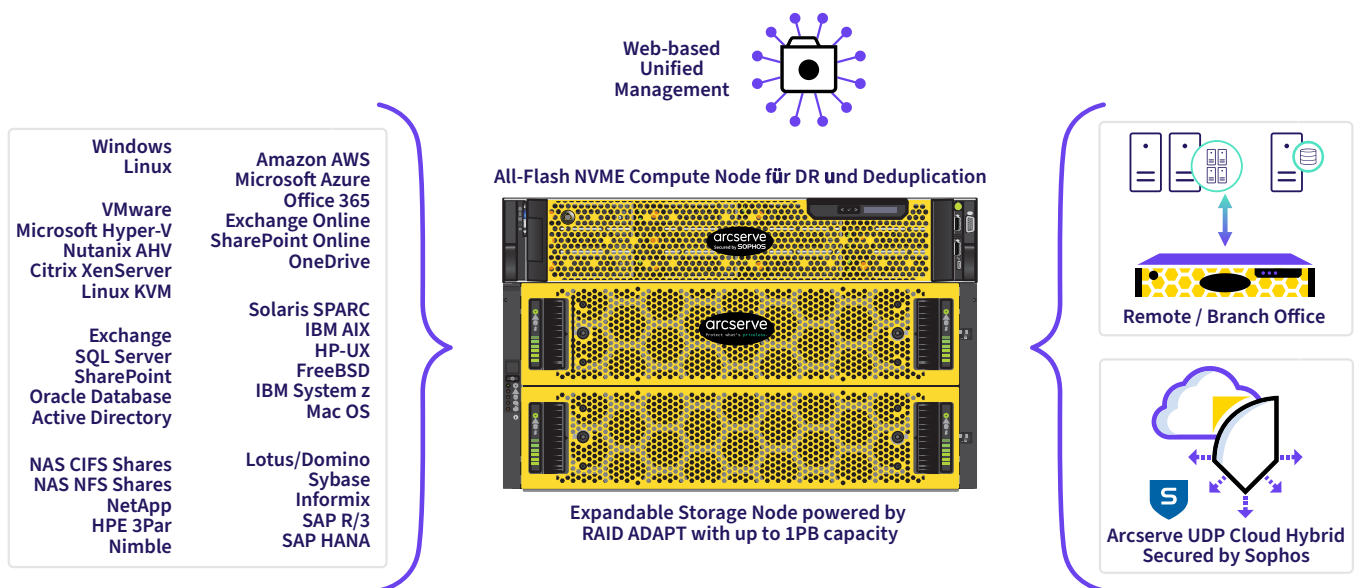 Web-based
Unified
Management
Windows
Linux
VMware
Microsoft Hyper-V
Nutanix AHV
Citrix XenServer
Linux KVM
Exchange
SQL Server
SharePoint
Oracle Database
Active Directory
NAS CIFS Shares
NAS NFS Shares
NetApp
HPE 3Par
Nimble
Amazon AWS
Microsoft Azure
Office 365
Exchange Online
SharePoint Online
OneDrive
Solaris SPARC
IBM AIX
HP-UX
FreeBSD
IBM System z
Mac OS
Lotus/Domino
Sybase
Informix
SAP R/3
SAP HANA
All-Flash NVME Compute Node für DR und Deduplication
arcserve
Secured by SOPHOS
arcserve
Protect what's priceless.
Expandable Storage Node powered by
RAID ADAPT with up to 1PB capacity
Remote / Branch Office
S
Arcserve UDP Cloud Hybrid
Secured by Sophos